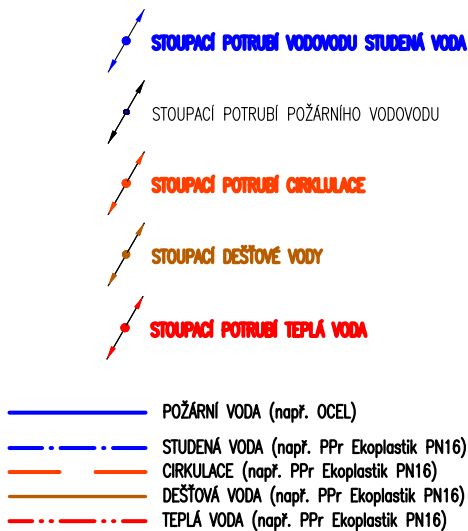 STOUPACÍ POTRUBÍ VODOVODU STUDENÁ VODA
STOUPACÍ POTRUBÍ POŽÁRNÍHO VODOVODU
STOUPACÍ POTRUBÍ CIRKLULACE
STOUPACÍ DEŠŤOVÉ VODY
STOUPACÍ POTRUBÍ TEPLÁ VODA
POŽÁRNÍ VODA (např. OCEL)
STUDENÁ VODA (např. PPr Ekoplastik PN16)
CIRKULACE (např. PPr Ekoplastik PN16)
DEŠŤOVÁ VODA (např. PPr Ekoplastik PN16)
TEPLÁ VODA (např. PPr Ekoplastik PN16)